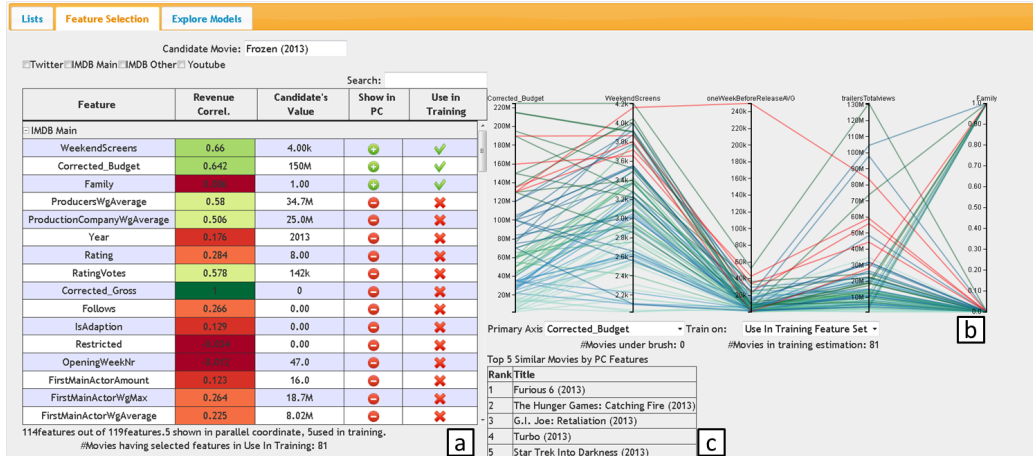 Lists Feature Selection Explore Models
Candidate Movie: Frozen (2013)
Twitter IMDB Main IMDB Other Youtube
Search:
Feature Revenue Correl. Candidate's Value Show in PC Use in Training
IMDB Main
WeekendScreens 0.66 4.00k
Corrected_Budget 0.642 150M
Family 1.00
ProducersWgAverage 0.58 34.7M
ProductionCompanyWgAverage 0.506 25.0M
Year 0.176 2013
Rating 0.284 8.00
RatingVotes 0.578 142k
Corrected_Gross 1 0
Follows 0.266 0.00
IsAdaption 0.129 0.00
Restricted 0.00
OpeningWeekNr 47.0
FirstMainActorAmount 0.123 16.0
FirstMainActorWgMax 0.264 18.7M
FirstMainActorWgAverage 0.225 8.02M
114features out of 119features.5 shown in parallel coordinate, 5used in training.
#Movies having selected features in Use In Training: 81
a
Corrected_Budget WeekendScreens oneWeekBeforeReleaseAVG trailersTotalviews Family
220M 200M 180M 160M 140M 120M 100M 80M 60M 40M 20M
4.2k 4.0k 3.8k 3.6k 3.4k 3.2k 3.0k 2.8k 2.6k 2.4k 2.2k
240k 220k 200k 180k 160k 140k 120k 100k 80k 60k 40k 20k
130M 120M 110M 100M 90M 80M 70M 60M 50M 40M 30M 20M 10M
1.0 0.90 0.80 0.70 0.60 0.50 0.40 0.30 0.20 0.10 0.0
b
Primary Axis Corrected_Budget Train on: Use In Training Feature Set
#Movies under brush: 0 #Movies in training estimation: 81
Top 5 Similar Movies by PC Features
Rank Title
1 Furious 6 (2013)
2 The Hunger Games: Catching Fire (2013)
3 G.I. Joe: Retaliation (2013)
4 Turbo (2013)
5 Star Trek Into Darkness (2013)
c